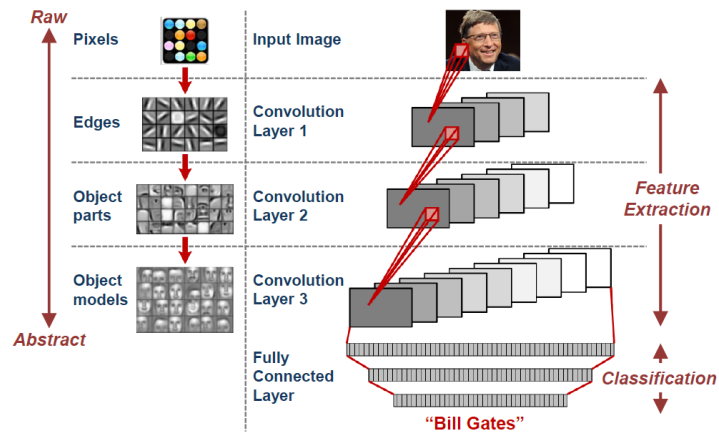 Raw
Pixels
Input Image
Edges
Convolution
Layer 1
Object
parts
Convolution
Layer 2
Feature
Extraction
Object
models
Convolution
Layer 3
Abstract
Fully
Connected
Layer
Classification
“Bill Gates”